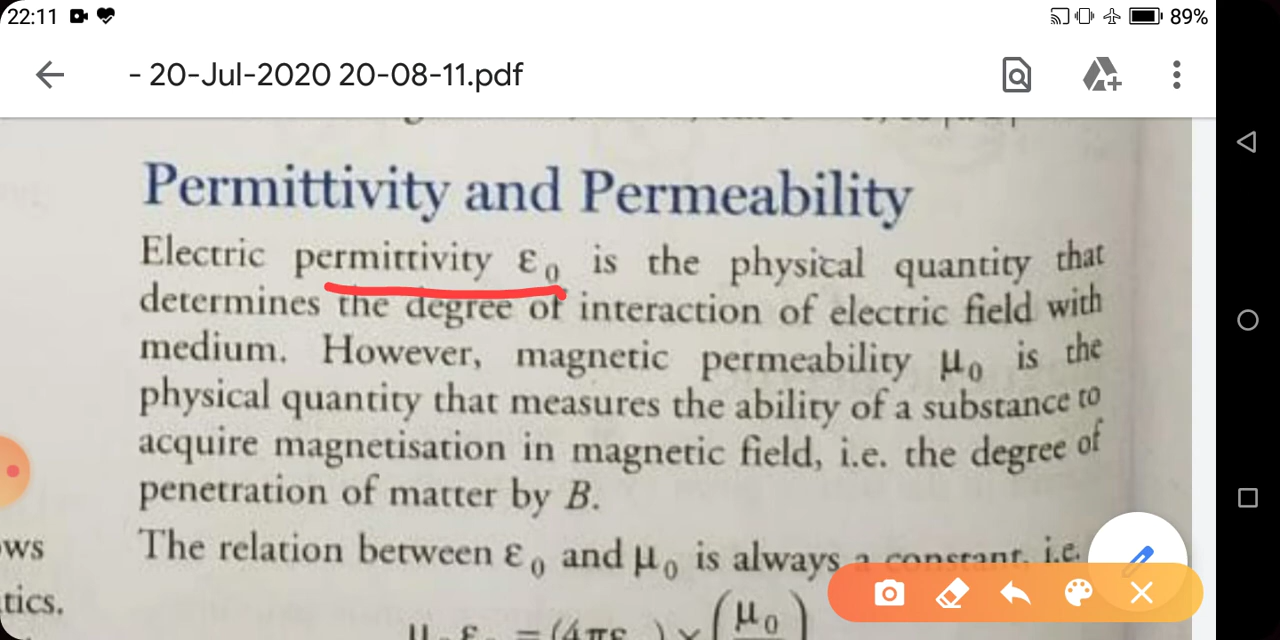 22:11
89%
- 20-Jul-2020 20-08-11.pdf
Permittivity and Permeability
Electric permittivity ε₀ is the physical quantity that
determines the degree of interaction of electric field with
medium. However, magnetic permeability μ₀ is the
physical quantity that measures the ability of a substance to
acquire magnetisation in magnetic field, i.e. the degree of
penetration of matter by B.
ws
The relation between ε₀ and μ₀ is always a constant, i.e.
tics.
= (4πε ) × (μ₀)